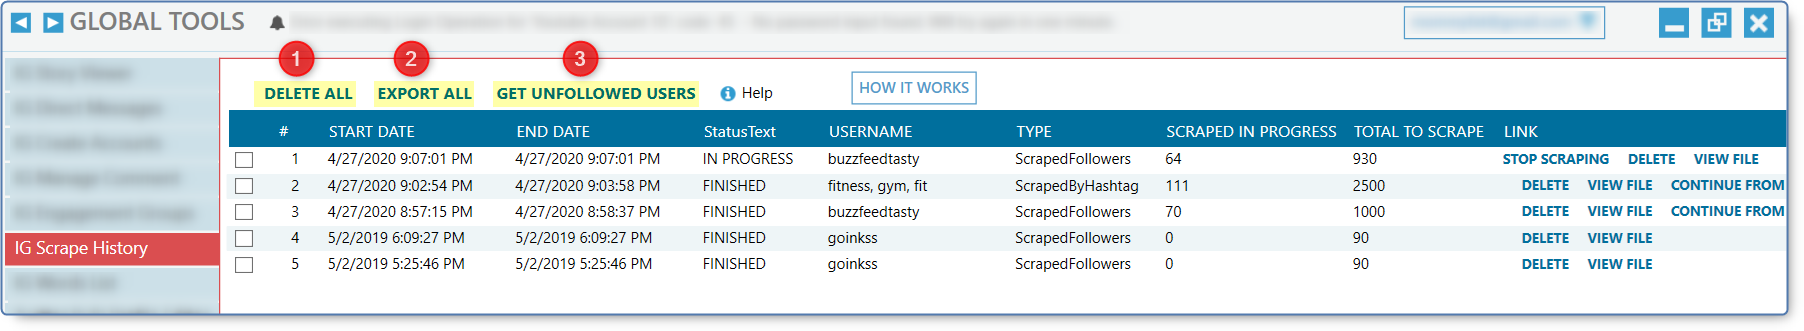 GLOBAL TOOLS
1 2 3
DELETE ALL EXPORT ALL GET UNFOLLOWED USERS i Help HOW IT WORKS
# START DATE END DATE StatusText USERNAME TYPE SCRAPED IN PROGRESS TOTAL TO SCRAPE LINK
1 4/27/2020 9:07:01 PM 4/27/2020 9:07:01 PM IN PROGRESS buzzfeedtasty ScrapedFollowers 64 930 STOP SCRAPING DELETE VIEW FILE
2 4/27/2020 9:02:54 PM 4/27/2020 9:03:58 PM FINISHED fitness, gym, fit ScrapedByHashtag 111 2500 DELETE VIEW FILE CONTINUE FROM
3 4/27/2020 8:57:15 PM 4/27/2020 8:58:37 PM FINISHED buzzfeedtasty ScrapedFollowers 70 1000 DELETE VIEW FILE CONTINUE FROM
IG Scrape History
4 5/2/2019 6:09:27 PM 5/2/2019 6:09:27 PM FINISHED goinkss ScrapedFollowers 0 90 DELETE VIEW FILE
5 5/2/2019 5:25:46 PM 5/2/2019 5:25:46 PM FINISHED goinkss ScrapedFollowers 0 90 DELETE VIEW FILE